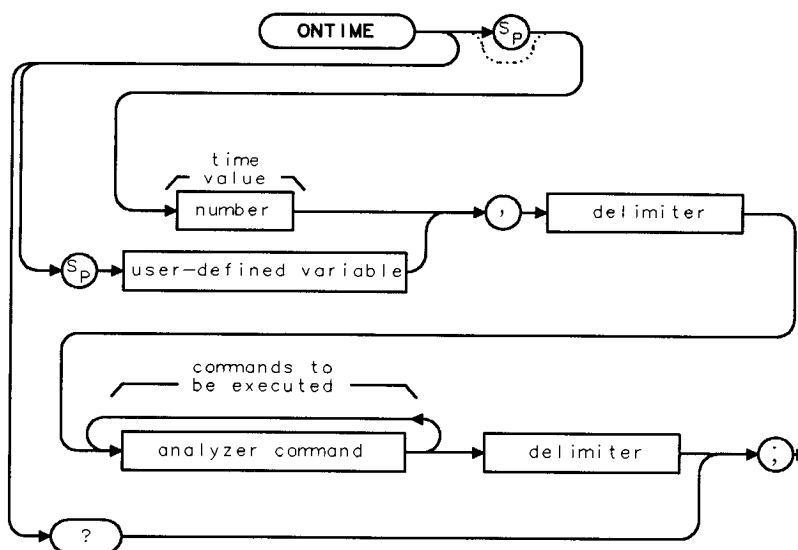 ONTIME
SP
time
value
number
,
delimiter
SP
user-defined variable
commands to
be executed
analyzer command
delimiter
;
?